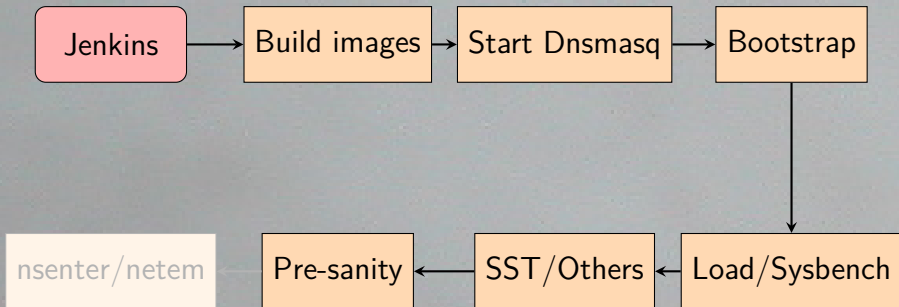 Jenkins
Build images
Start Dnsmasq
Bootstrap
Load/Sysbench
SST/Others
Pre-sanity
nsenter/netem